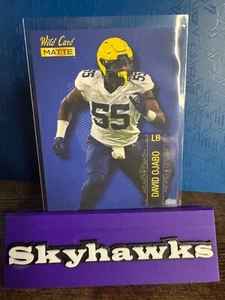 Wild Card
MATTE
55
LB
DAVID OJABO
Skyhawks